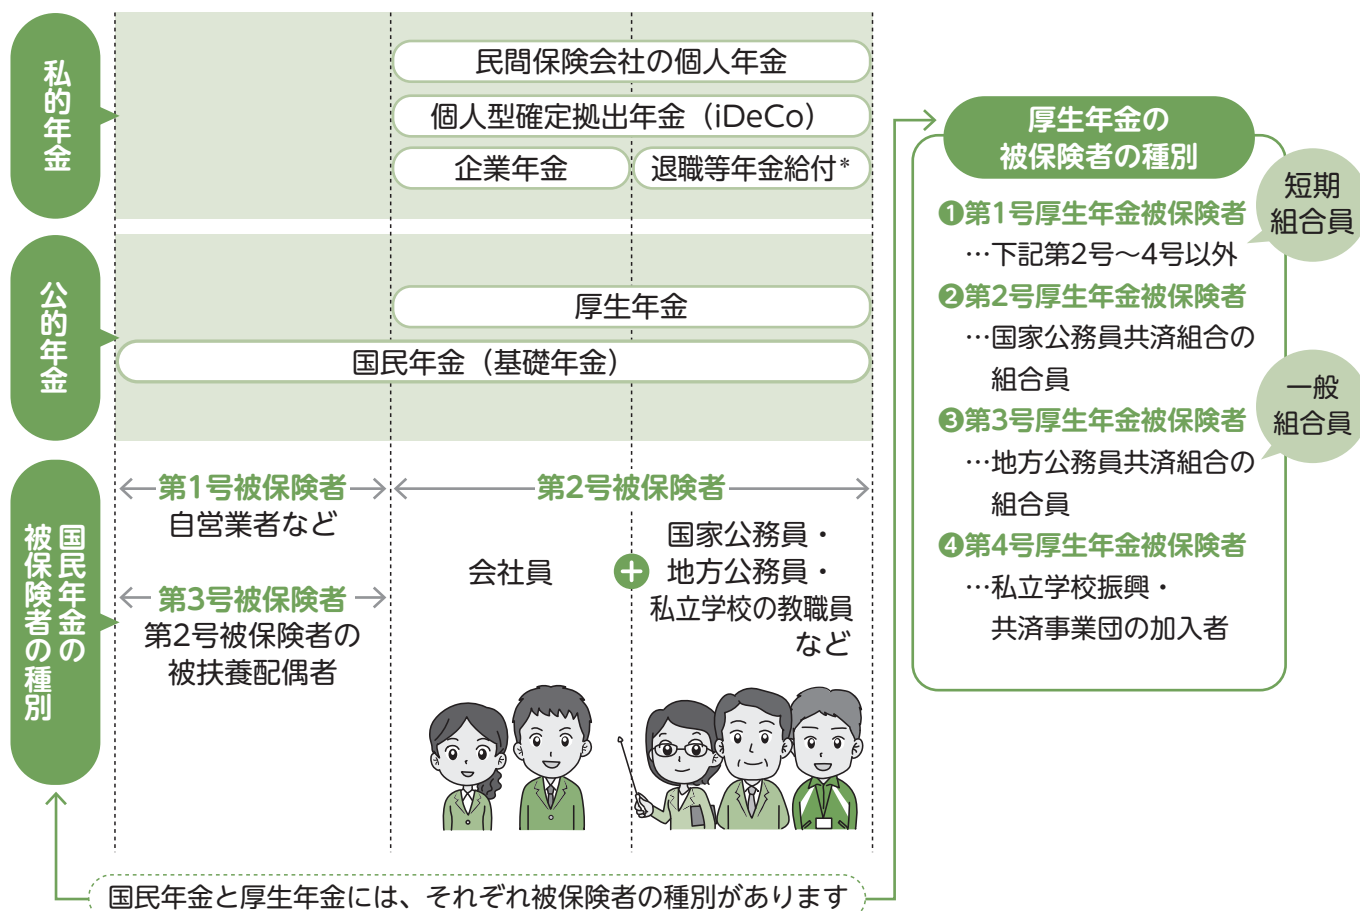 私的年金
民間保険会社の個人年金
個人型確定拠出年金（iDeCo）
企業年金
退職等年金給付*
公的年金
厚生年金
国民年金（基礎年金）
国民年金の
被保険者の種別
第1号被保険者
自営業者など
第3号被保険者
第2号被保険者の
被扶養配偶者
第2号被保険者
会社員
+
国家公務員・
地方公務員・
私立学校の教職員
など
国民年金と厚生年金には、それぞれ被保険者の種別があります
厚生年金の
被保険者の種別
❶第1号厚生年金被保険者
…下記第2号〜4号以外
短期
組合員
❷第2号厚生年金被保険者
…国家公務員共済組合の
組合員
❸第3号厚生年金被保険者
…地方公務員共済組合の
組合員
一般
組合員
❹第4号厚生年金被保険者
…私立学校振興・
共済事業団の加入者